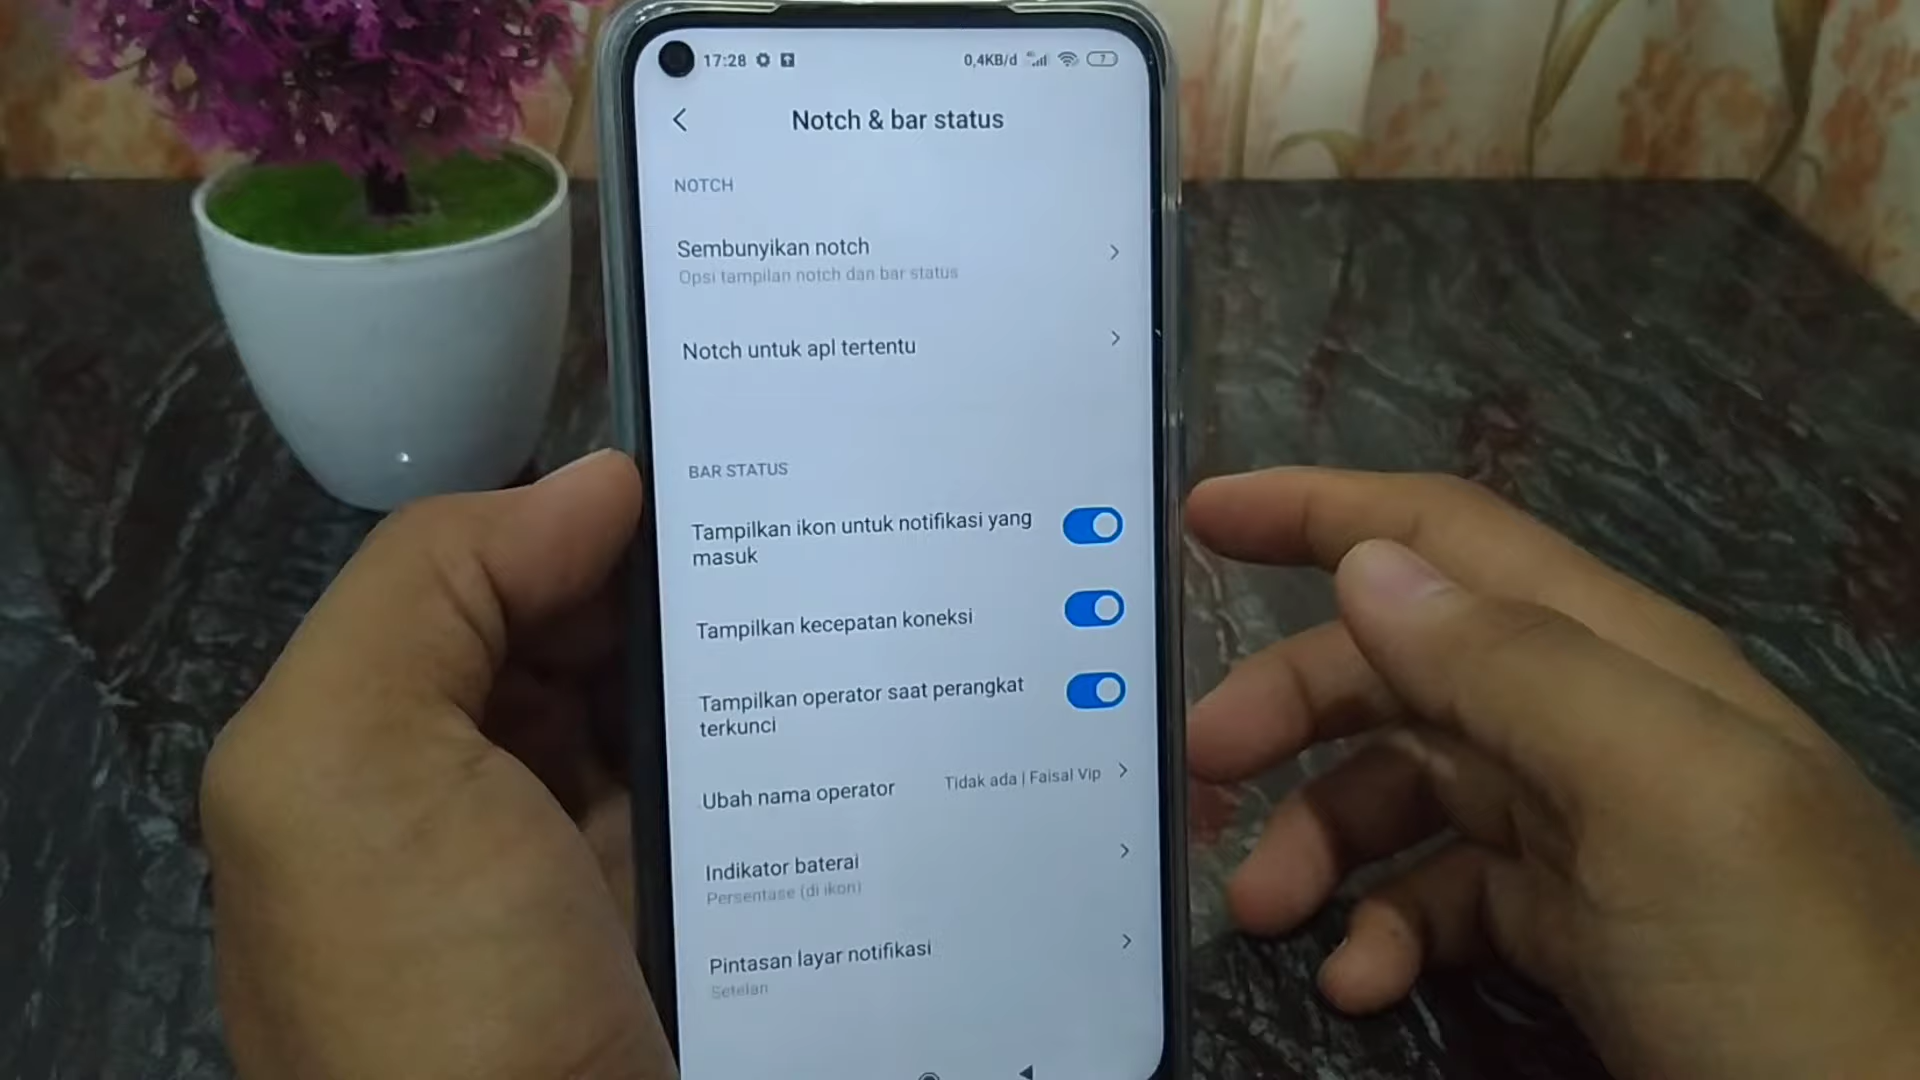 17:28 0,4KB/d 7
Notch & bar status
NOTCH
Sembunyikan notch
Opsi tampilan notch dan bar status
Notch untuk apl tertentu
BAR STATUS
Tampilkan ikon untuk notifikasi yang
masuk
Tampilkan kecepatan koneksi
Tampilkan operator saat perangkat
terkunci
Ubah nama operator Tidak ada | Faisal Vip
Indikator baterai
Persentase (di ikon)
Pintasan layar notifikasi
Setelan